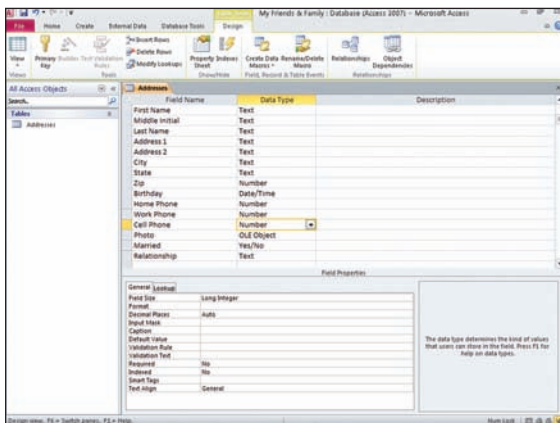 My Friends & Family : Database (Access 2007) - Microsoft Access
File Home Create External Data Database Tools Design
View
Primary Key
Builder
Test Validation Rules
Insert Rows
Delete Rows
Modify Lookups
Property Sheet
Indexes
Create Data Macros
Rename/Delete Macro
Relationships
Object Dependencies
Views Tools Show/Hide Field, Record & Table Events Relationships
All Access Objects
Search..
Tables
Addresses
Addresses
Field Name Data Type Description
First Name Text
Middle Initial Text
Last Name Text
Address 1 Text
Address 2 Text
City Text
State Text
Zip Number
Birthday Date/Time
Home Phone Number
Work Phone Number
Cell Phone Number
Photo OLE Object
Married Yes/No
Relationship Text
Field Properties
General Lookup
Field Size Long Integer
Format
Decimal Places Auto
Input Mask
Caption
Default Value
Validation Rule
Validation Text
Required No
Indexed No
Smart Tags
Text Align General
The data type determines the kind of values
that users can store in the field. Press F1 for
help on data types.
Design view. F6 = Switch panes. F1 = Help. Num Lock